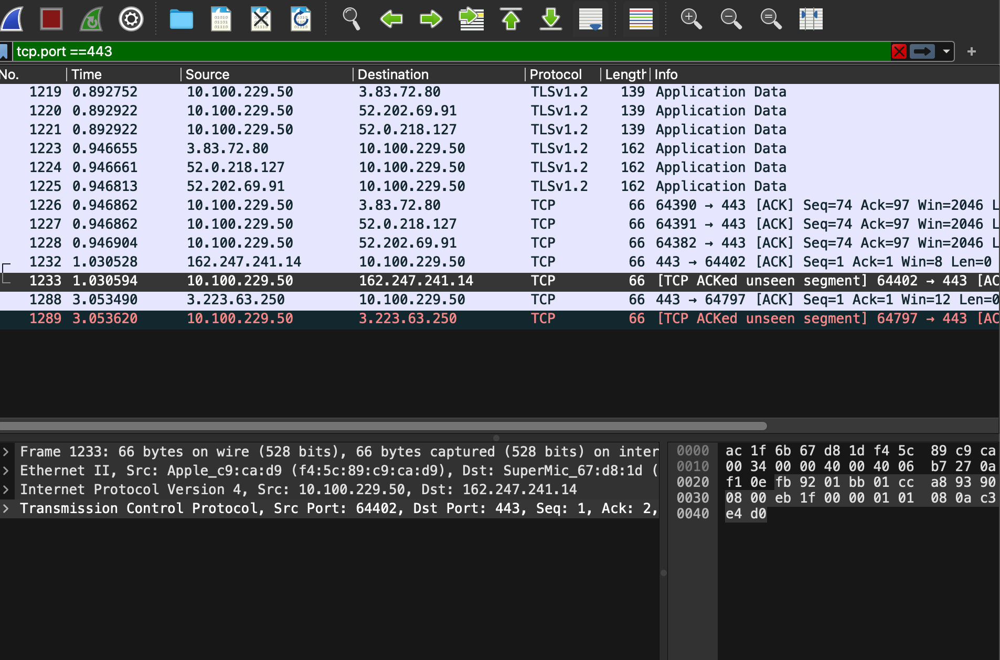 tcp.port ==443
No. Time Source Destination Protocol Length Info
1219 0.892752 10.100.229.50 3.83.72.80 TLSv1.2 139 Application Data
1220 0.892922 10.100.229.50 52.202.69.91 TLSv1.2 139 Application Data
1221 0.892922 10.100.229.50 52.0.218.127 TLSv1.2 139 Application Data
1223 0.946655 3.83.72.80 10.100.229.50 TLSv1.2 162 Application Data
1224 0.946661 52.0.218.127 10.100.229.50 TLSv1.2 162 Application Data
1225 0.946813 52.202.69.91 10.100.229.50 TLSv1.2 162 Application Data
1226 0.946862 10.100.229.50 3.83.72.80 TCP 66 64390 → 443 [ACK] Seq=74 Ack=97 Win=2046 L
1227 0.946862 10.100.229.50 52.0.218.127 TCP 66 64391 → 443 [ACK] Seq=74 Ack=97 Win=2046 L
1228 0.946904 10.100.229.50 52.202.69.91 TCP 66 64382 → 443 [ACK] Seq=74 Ack=97 Win=2046 L
1232 1.030528 162.247.241.14 10.100.229.50 TCP 66 443 → 64402 [ACK] Seq=1 Ack=1 Win=8 Len=0
1233 1.030594 10.100.229.50 162.247.241.14 TCP 66 [TCP ACKed unseen segment] 64402 → 443 [AC
1288 3.053490 3.223.63.250 10.100.229.50 TCP 66 443 → 64797 [ACK] Seq=1 Ack=1 Win=12 Len=0
1289 3.053620 10.100.229.50 3.223.63.250 TCP 66 [TCP ACKed unseen segment] 64797 → 443 [AC
Frame 1233: 66 bytes on wire (528 bits), 66 bytes captured (528 bits) on inter
Ethernet II, Src: Apple_c9:ca:d9 (f4:5c:89:c9:ca:d9), Dst: SuperMic_67:d8:1d (
Internet Protocol Version 4, Src: 10.100.229.50, Dst: 162.247.241.14
Transmission Control Protocol, Src Port: 64402, Dst Port: 443, Seq: 1, Ack: 2,
0000 ac 1f 6b 67 d8 1d f4 5c 89 c9 ca
0010 00 34 00 00 40 00 40 06 b7 27 0a
0020 f1 0e fb 92 01 bb 01 cc a8 93 90
0030 08 00 eb 1f 00 00 01 01 08 0a c3
0040 e4 d0